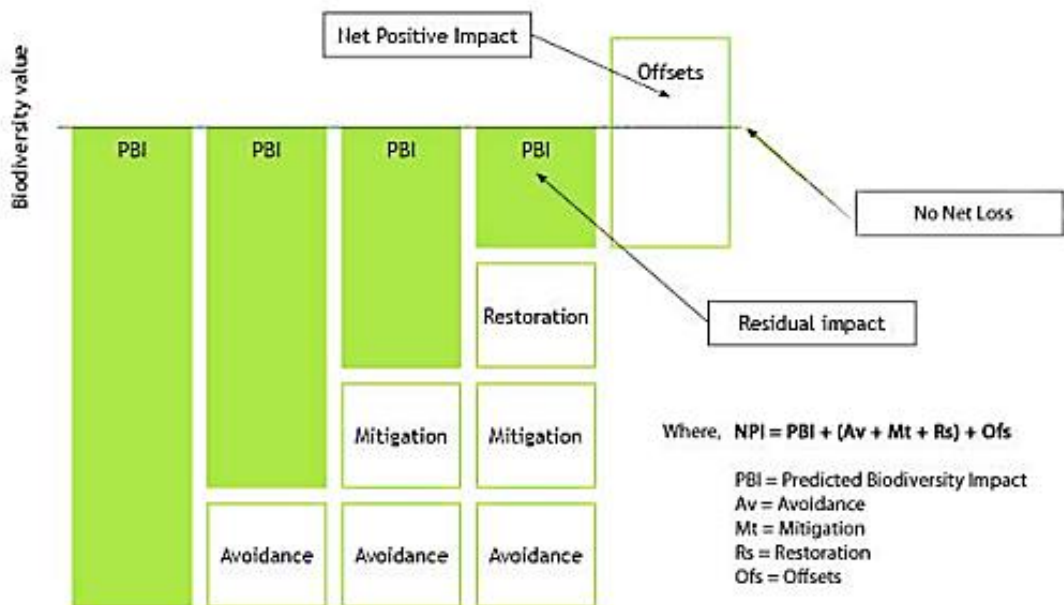 Biodiversity value
Net Positive Impact
Offsets
PBI
PBI
PBI
PBI
No Net Loss
Restoration
Residual impact
Mitigation
Mitigation
Avoidance
Avoidance
Avoidance
Where, NPI = PBI + (Av + Mt + Rs) + Ofs
PBI = Predicted Biodiversity Impact
Av = Avoidance
Mt = Mitigation
Rs = Restoration
Ofs = Offsets